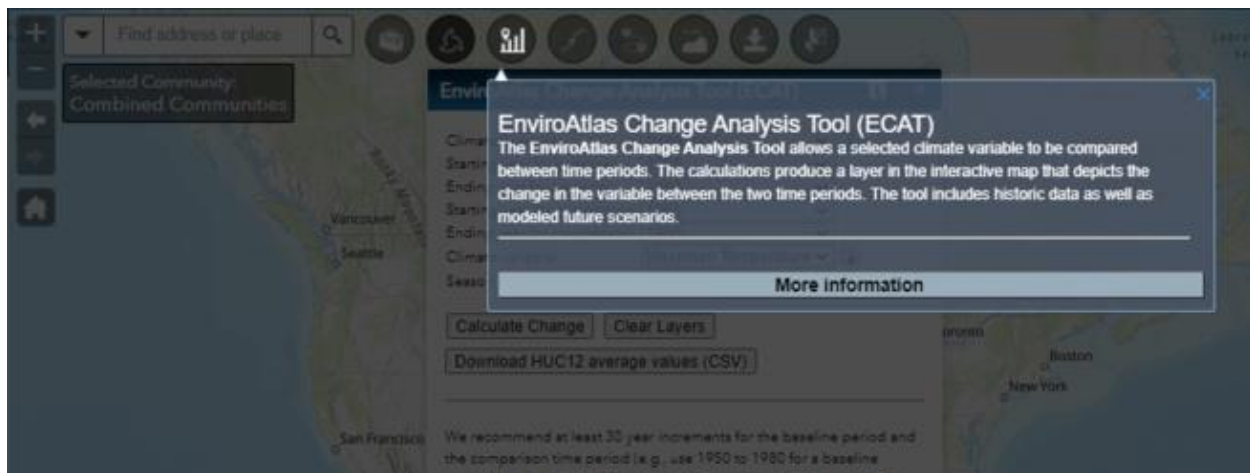 Find address or place
Selected Community:
Combined Communities
EnviroAtlas Change Analysis Tool (ECAT)
The EnviroAtlas Change Analysis Tool allows a selected climate variable to be compared
between time periods. The calculations produce a layer in the interactive map that depicts the
change in the variable between the two time periods. The tool includes historic data as well as
modeled future scenarios.
More information
Calculate Change
Clear Layers
Download HUC12 average values (CSV)
We recommend at least 30 year increments for the baseline period and
the comparison time period (e.g., use 1950 to 1980 for a baseline
Rocky
Vancouver
Seattle
San Francisco
Boston
New York